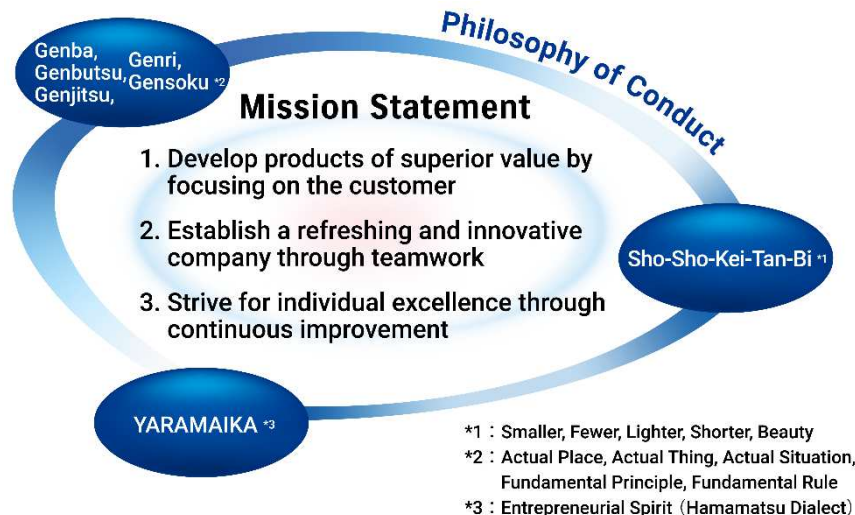 Philosophy of Conduct
Genba,
Genbutsu,
Genjitsu,
Genri,
Gensoku *2
Mission Statement
1. Develop products of superior value by
focusing on the customer
2. Establish a refreshing and innovative
company through teamwork
3. Strive for individual excellence through
continuous improvement
Sho-Sho-Kei-Tan-Bi *1
YARAMAIKA *3
*1 : Smaller, Fewer, Lighter, Shorter, Beauty
*2 : Actual Place, Actual Thing, Actual Situation,
Fundamental Principle, Fundamental Rule
*3 : Entrepreneurial Spirit (Hamamatsu Dialect)